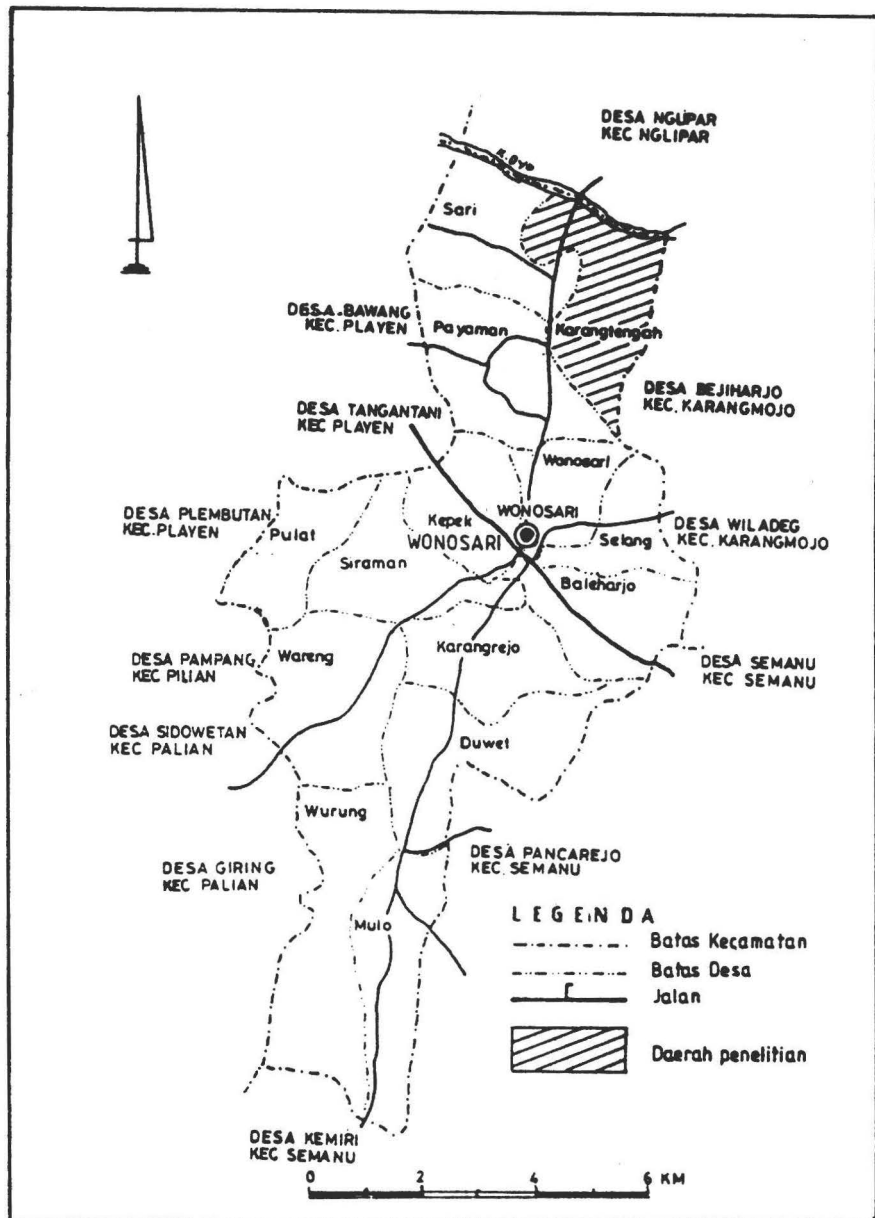 DESA NGLIPAR
KEC NGLIPAR
K. Oyo
Sari
DESA BAWANG
KEC. PLAYEN
Payaman
Karangtengah
DESA BEJIHARJO
KEC. KARANGMOJO
DESA TANGANTANI
KEC PLAYEN
Wonosari
WONOSARI
DESA PLEMBUTAN
KEC. PLAYEN
Pulat
Kepek
WONOSARI
Selang
DESA WILADEG
KEC. KARANGMOJO
Siraman
Baleharjo
Wareng
Karangrejo
DESA PAMPANG
KEC PILIAN
DESA SEMANU
KEC SEMANU
DESA SIDOWETAN
KEC PALIAN
Duwet
Wurung
DESA GIRING
KEC PALIAN
DESA PANCAREJO
KEC. SEMANU
Mulo
LEGENDA
Batas Kecamatan
Batas Desa
Jalan
Daerah penelitian
DESA KEMIRI
KEC SEMANU
0 2 4 6 KM